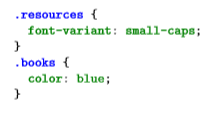 .resources {
  font-variant: small-caps;
}
.books {
  color: blue;
}